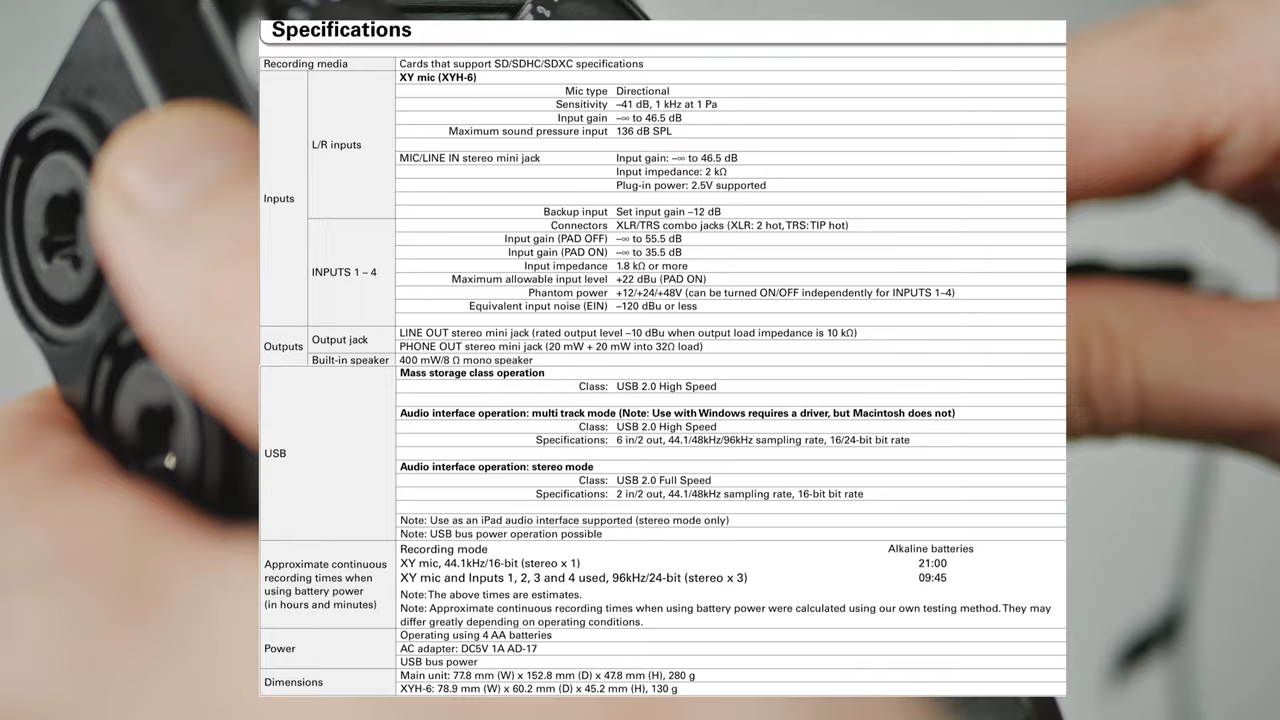 Specifications
Recording media Cards that support SD/SDHC/SDXC specifications
Inputs
L/R inputs
XY mic (XYH-6)
Mic type Directional
Sensitivity –41 dB, 1 kHz at 1 Pa
Input gain –∞ to 46.5 dB
Maximum sound pressure input 136 dB SPL
MIC/LINE IN stereo mini jack Input gain: –∞ to 46.5 dB
Input impedance: 2 kΩ
Plug-in power: 2.5V supported
Backup input Set input gain –12 dB
INPUTS 1 – 4
Connectors XLR/TRS combo jacks (XLR: 2 hot, TRS: TIP hot)
Input gain (PAD OFF) –∞ to 55.5 dB
Input gain (PAD ON) –∞ to 35.5 dB
Input impedance 1.8 kΩ or more
Maximum allowable input level +22 dBu (PAD ON)
Phantom power +12/+24/+48V (can be turned ON/OFF independently for INPUTS 1–4)
Equivalent input noise (EIN) –120 dBu or less
Outputs
Output jack
LINE OUT stereo mini jack (rated output level –10 dBu when output load impedance is 10 kΩ)
PHONE OUT stereo mini jack (20 mW + 20 mW into 32Ω load)
Built-in speaker 400 mW/8 Ω mono speaker
USB
Mass storage class operation
Class: USB 2.0 High Speed
Audio interface operation: multi track mode (Note: Use with Windows requires a driver, but Macintosh does not)
Class: USB 2.0 High Speed
Specifications: 6 in/2 out, 44.1/48kHz/96kHz sampling rate, 16/24-bit bit rate
Audio interface operation: stereo mode
Class: USB 2.0 Full Speed
Specifications: 2 in/2 out, 44.1/48kHz sampling rate, 16-bit bit rate
Note: Use as an iPad audio interface supported (stereo mode only)
Note: USB bus power operation possible
Approximate continuous
recording times when
using battery power
(in hours and minutes)
Recording mode Alkaline batteries
XY mic, 44.1kHz/16-bit (stereo x 1) 21:00
XY mic and Inputs 1, 2, 3 and 4 used, 96kHz/24-bit (stereo x 3) 09:45
Note: The above times are estimates.
Note: Approximate continuous recording times when using battery power were calculated using our own testing method. They may
differ greatly depending on operating conditions.
Power
Operating using 4 AA batteries
AC adapter: DC5V 1A AD-17
USB bus power
Dimensions
Main unit: 77.8 mm (W) x 152.8 mm (D) x 47.8 mm (H), 280 g
XYH-6: 78.9 mm (W) x 60.2 mm (D) x 45.2 mm (H), 130 g